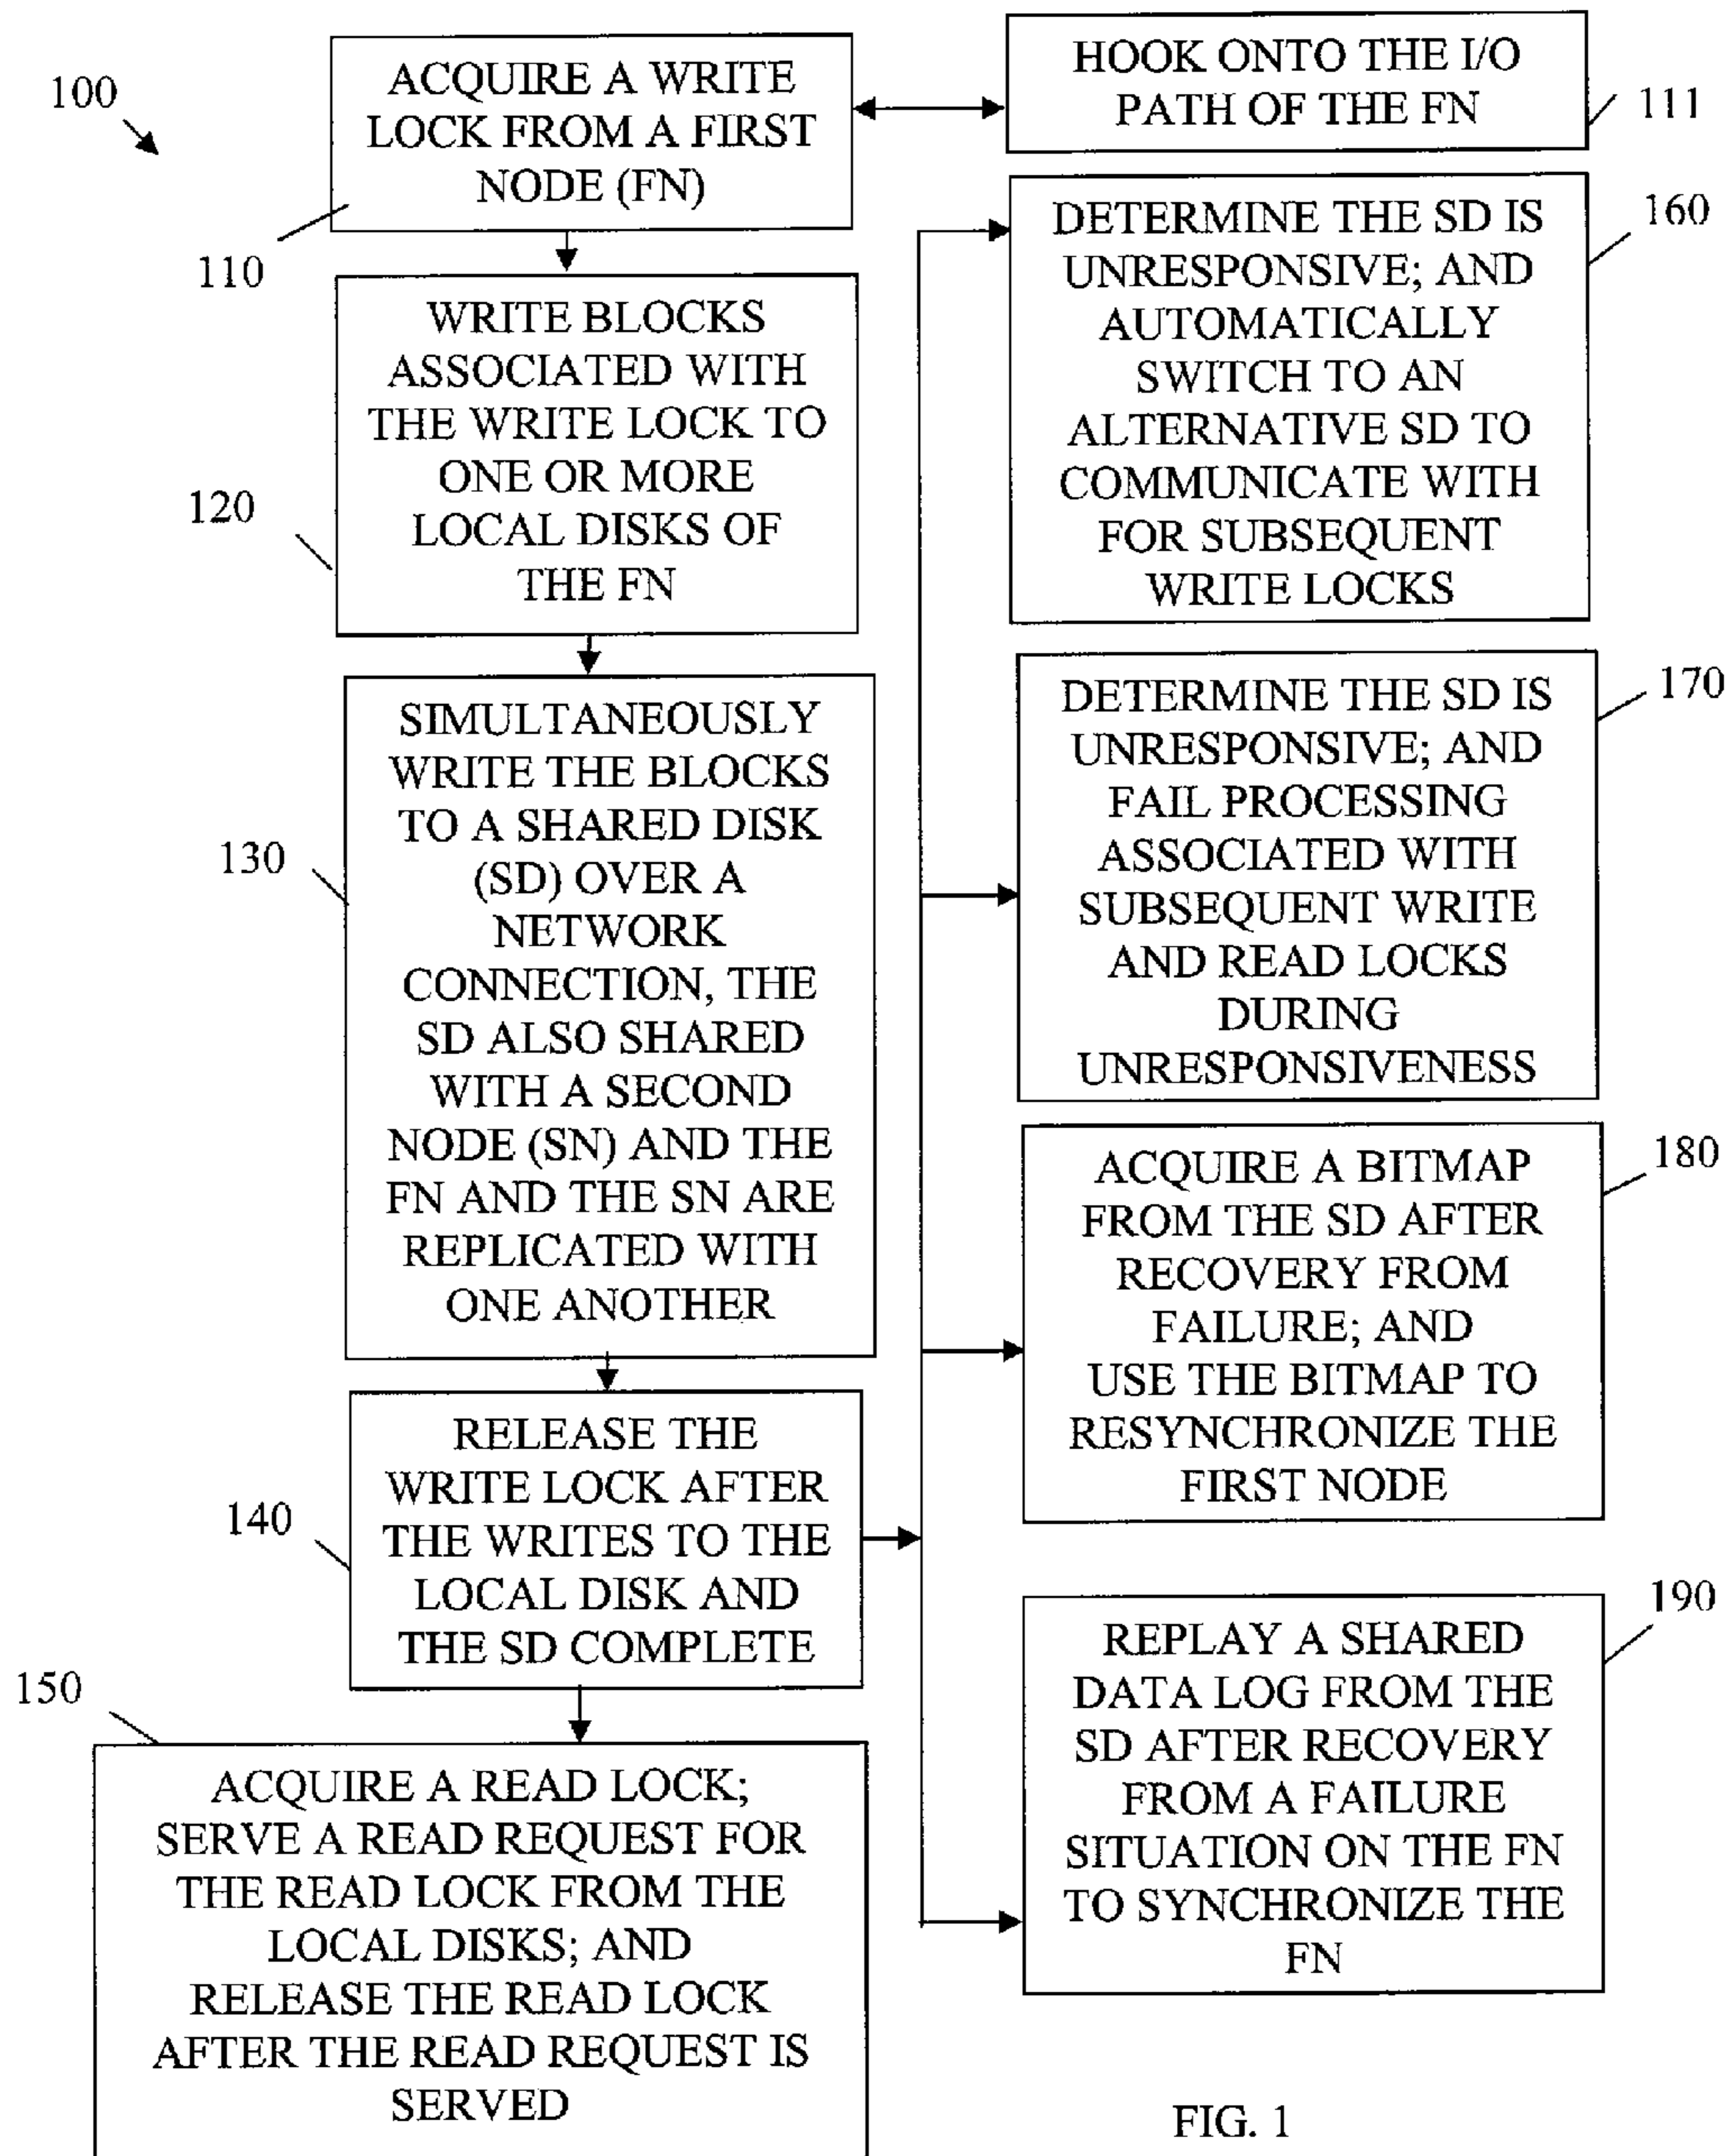 100
ACQUIRE A WRITE
LOCK FROM A FIRST
NODE (FN)
110
HOOK ONTO THE I/O
PATH OF THE FN
111
WRITE BLOCKS
ASSOCIATED WITH
THE WRITE LOCK TO
ONE OR MORE
LOCAL DISKS OF
THE FN
120
SIMULTANEOUSLY
WRITE THE BLOCKS
TO A SHARED DISK
(SD) OVER A
NETWORK
CONNECTION, THE
SD ALSO SHARED
WITH A SECOND
NODE (SN) AND THE
FN AND THE SN ARE
REPLICATED WITH
ONE ANOTHER
130
RELEASE THE
WRITE LOCK AFTER
THE WRITES TO THE
LOCAL DISK AND
THE SD COMPLETE
140
150
ACQUIRE A READ LOCK;
SERVE A READ REQUEST FOR
THE READ LOCK FROM THE
LOCAL DISKS; AND
RELEASE THE READ LOCK
AFTER THE READ REQUEST IS
SERVED
DETERMINE THE SD IS
UNRESPONSIVE; AND
AUTOMATICALLY
SWITCH TO AN
ALTERNATIVE SD TO
COMMUNICATE WITH
FOR SUBSEQUENT
WRITE LOCKS
160
DETERMINE THE SD IS
UNRESPONSIVE; AND
FAIL PROCESSING
ASSOCIATED WITH
SUBSEQUENT WRITE
AND READ LOCKS
DURING
UNRESPONSIVENESS
170
ACQUIRE A BITMAP
FROM THE SD AFTER
RECOVERY FROM
FAILURE; AND
USE THE BITMAP TO
RESYNCHRONIZE THE
FIRST NODE
180
REPLAY A SHARED
DATA LOG FROM THE
SD AFTER RECOVERY
FROM A FAILURE
SITUATION ON THE FN
TO SYNCHRONIZE THE
FN
190
FIG. 1